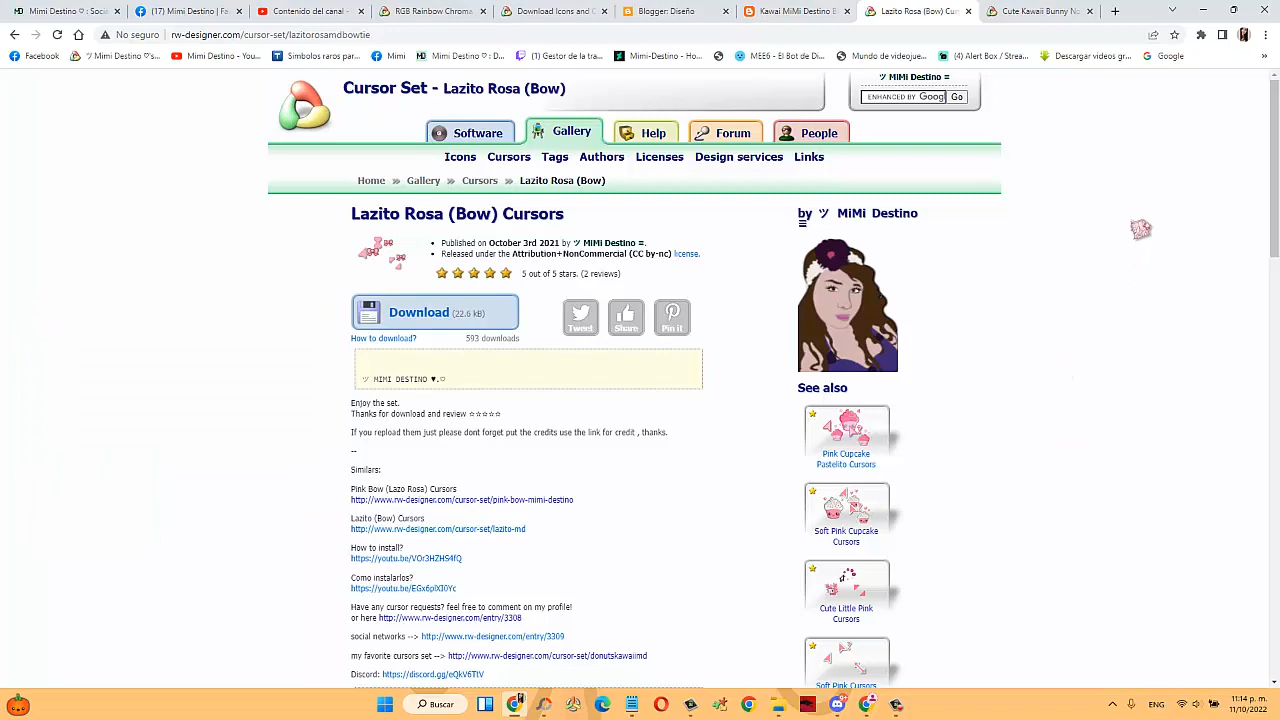 Mimi Destino ♡: Social
(17) Mimi Destino | Fa
Contenido del canal -
RGB Rainbow Chroma
Download Icons and C
Blogger: Diseño
Kawai MiMi Destino B
Lazito Rosa (Bow) Cur
Cute Kawaii Bunny No
No seguro | rw-designer.com/cursor-set/lazitorosamdbowtie
Facebook
ツ Mimi Destino ♡'s...
Mimi Destino - You...
Simbolos raros par...
Mimi
Mimi Destino ♡ : D...
(1) Gestor de la tra...
Mimi-Destino - Ho...
MEE6 - El Bot de Di...
Mundo de videojue...
(4) Alert Box / Strea...
Descargar videos gr...
Google
Cursor Set - Lazito Rosa (Bow)
ツ MiMi Destino =
ENHANCED BY Goog
Go
Software
Gallery
Help
Forum
People
Icons Cursors Tags Authors Licenses Design services Links
Home » Gallery » Cursors » Lazito Rosa (Bow)
Lazito Rosa (Bow) Cursors
• Published on October 3rd 2021 by ツ MiMi Destino =.
• Released under the Attribution+NonCommercial (CC by-nc) license.
5 out of 5 stars. (2 reviews)
Download (22.6 kB)
Tweet
Share
Pin it
How to download?
593 downloads
ツ MIMI DESTINO ♥.♡
Enjoy the set.
Thanks for download and review ☆☆☆☆☆
If you repload them just please dont forget put the credits use the link for credit , thanks.
--
Similars:
Pink Bow (Lazo Rosa) Cursors
http://www.rw-designer.com/cursor-set/pink-bow-mimi-destino
Lazito (Bow) Cursors
http://www.rw-designer.com/cursor-set/lazito-md
How to install?
https://youtu.be/VOr3HZHS4fQ
Como instalarlos?
https://youtu.be/EGx6plXI0Yc
Have any cursor requests? feel free to comment on my profile!
or here http://www.rw-designer.com/entry/3308
social networks --> http://www.rw-designer.com/entry/3309
my favorite cursors set --> http://www.rw-designer.com/cursor-set/donutskawaiimd
Discord: https://discord.gg/eQkV6TtV
by ツ MiMi Destino
≡
See also
Pink Cupcake
Pastelito Cursors
Soft Pink Cupcake
Cursors
Cute Little Pink
Cursors
Soft Pink Cursors
Buscar
ENG
11:14 p. m.
11/10/2022